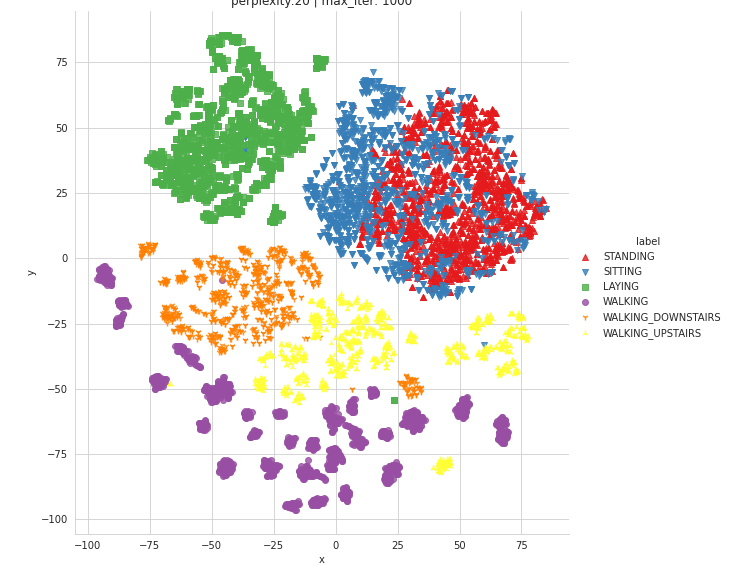 perplexity:20 | max_iter: 1000
y
75
50
25
0
−25
−50
−75
−100
−100
−75
−50
−25
0
25
50
75
x
label
STANDING
SITTING
LAYING
WALKING
WALKING_DOWNSTAIRS
WALKING_UPSTAIRS